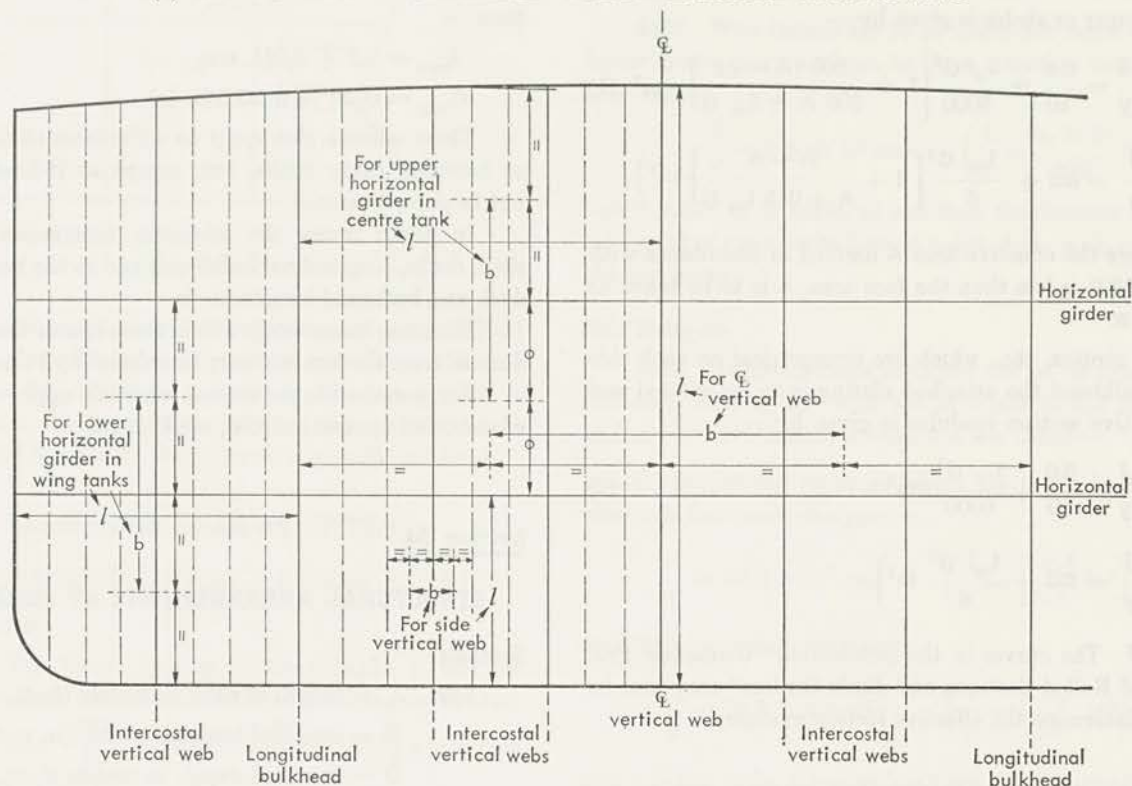 ℄
For upper
horizontal
girder in
centre tank
l
b
Horizontal
girder
l For ℄
vertical web
b
For lower
horizontal
girder in
wing tanks
l
b
Horizontal
girder
b
For side
vertical web
l
℄
vertical web
Intercostal
vertical web
Longitudinal
bulkhead
Intercostal
vertical webs
Intercostal
vertical webs
Longitudinal
bulkhead